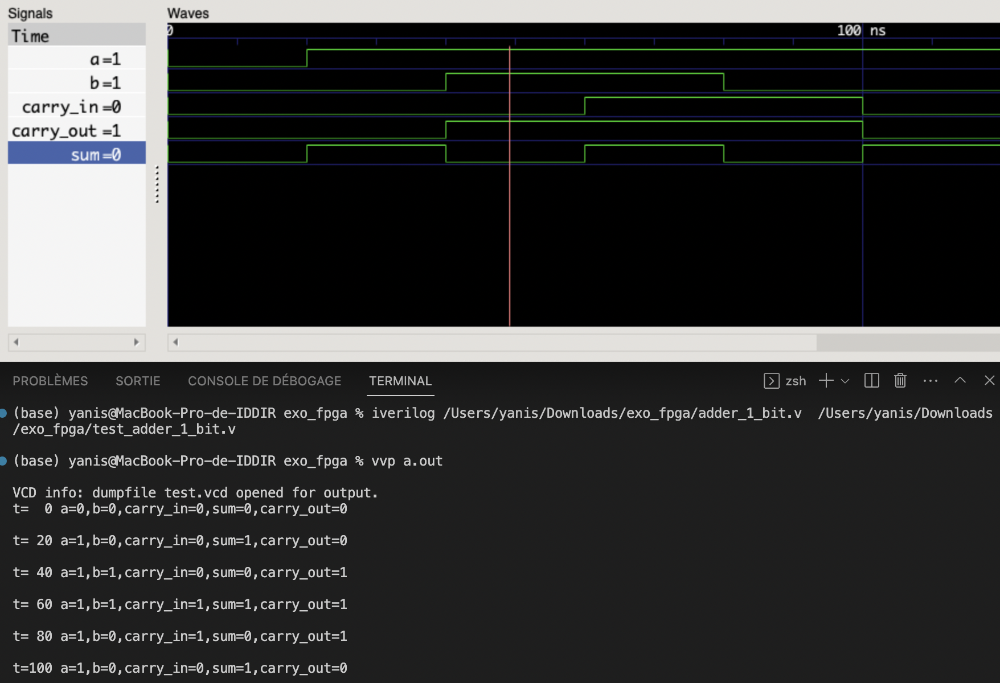 Signals
Waves
Time
0
100 ns
a=1
b=1
carry_in=0
carry_out=1
sum=0
PROBLÈMES SORTIE CONSOLE DE DÉBOGAGE TERMINAL zsh
(base) yanis@MacBook-Pro-de-IDDIR exo_fpga % iverilog /Users/yanis/Downloads/exo_fpga/adder_1_bit.v  /Users/yanis/Downloads
/exo_fpga/test_adder_1_bit.v
(base) yanis@MacBook-Pro-de-IDDIR exo_fpga % vvp a.out
VCD info: dumpfile test.vcd opened for output.
t=  0 a=0,b=0,carry_in=0,sum=0,carry_out=0
t= 20 a=1,b=0,carry_in=0,sum=1,carry_out=0
t= 40 a=1,b=1,carry_in=0,sum=0,carry_out=1
t= 60 a=1,b=1,carry_in=1,sum=1,carry_out=1
t= 80 a=1,b=0,carry_in=1,sum=0,carry_out=1
t=100 a=1,b=0,carry_in=0,sum=1,carry_out=0